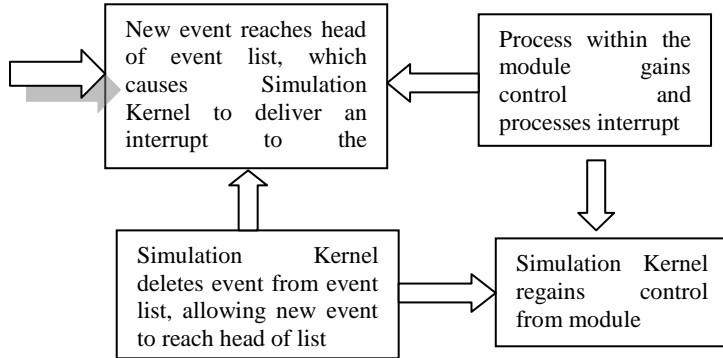 New event reaches head
of event list, which
causes Simulation
Kernel to deliver an
interrupt to the
Process within the
module gains
control and
processes interrupt
Simulation Kernel
deletes event from event
list, allowing new event
to reach head of list
Simulation Kernel
regains control
from module